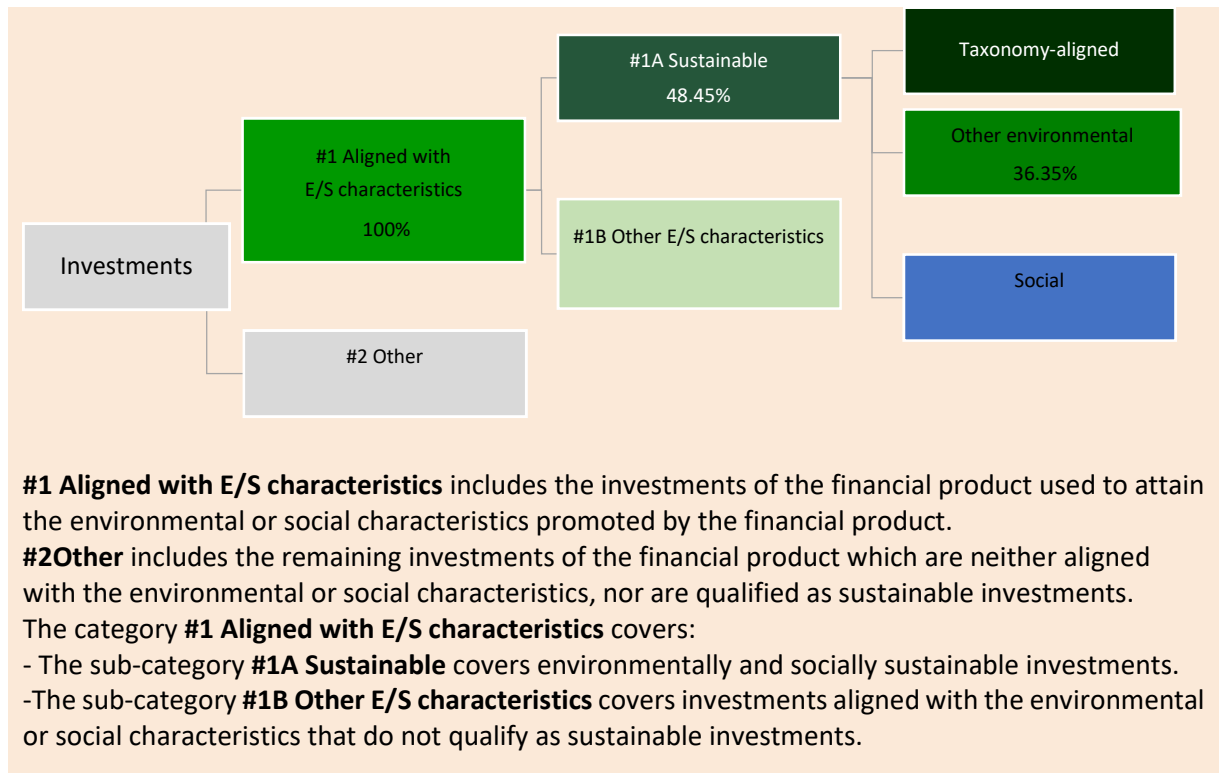 Investments
#1 Aligned with
E/S characteristics
100%
#2 Other
#1A Sustainable
48.45%
#1B Other E/S characteristics
Taxonomy-aligned
Other environmental
36.35%
Social
#1 Aligned with E/S characteristics includes the investments of the financial product used to attain
the environmental or social characteristics promoted by the financial product.
#2Other includes the remaining investments of the financial product which are neither aligned
with the environmental or social characteristics, nor are qualified as sustainable investments.
The category #1 Aligned with E/S characteristics covers:
- The sub-category #1A Sustainable covers environmentally and socially sustainable investments.
-The sub-category #1B Other E/S characteristics covers investments aligned with the environmental
or social characteristics that do not qualify as sustainable investments.